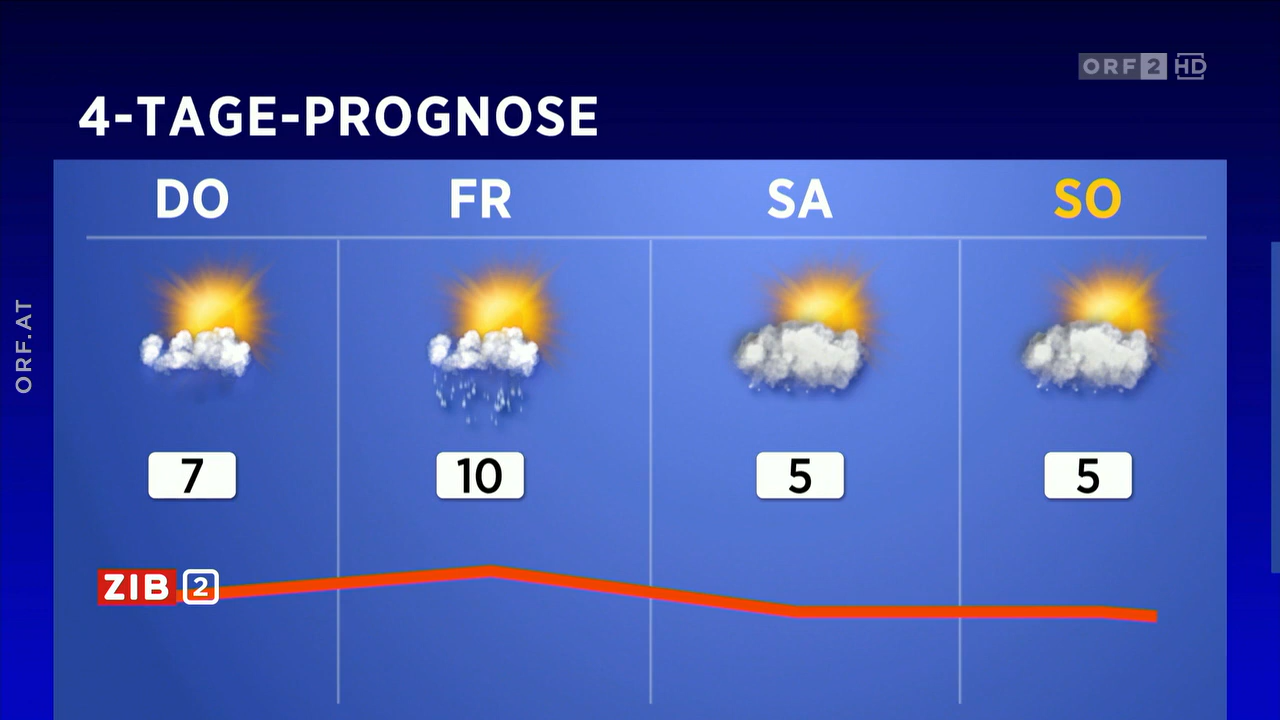 ORF 2 HD
4-TAGE-PROGNOSE
DO FR SA SO
7 10 5 5
ZIB 2
ORF.AT